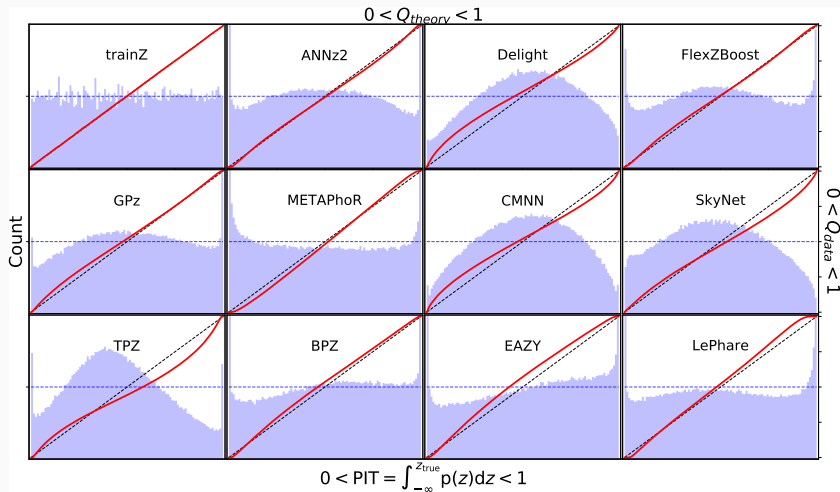 0 < Q_theory < 1
trainZ
ANNz2
Delight
FlexZBoost
GPz
METAPhoR
CMNN
SkyNet
TPZ
BPZ
EAZY
LePhare
Count
0 < Q_data < 1
0 < PIT = ∫_{-∞}^{z_true} p(z)dz < 1